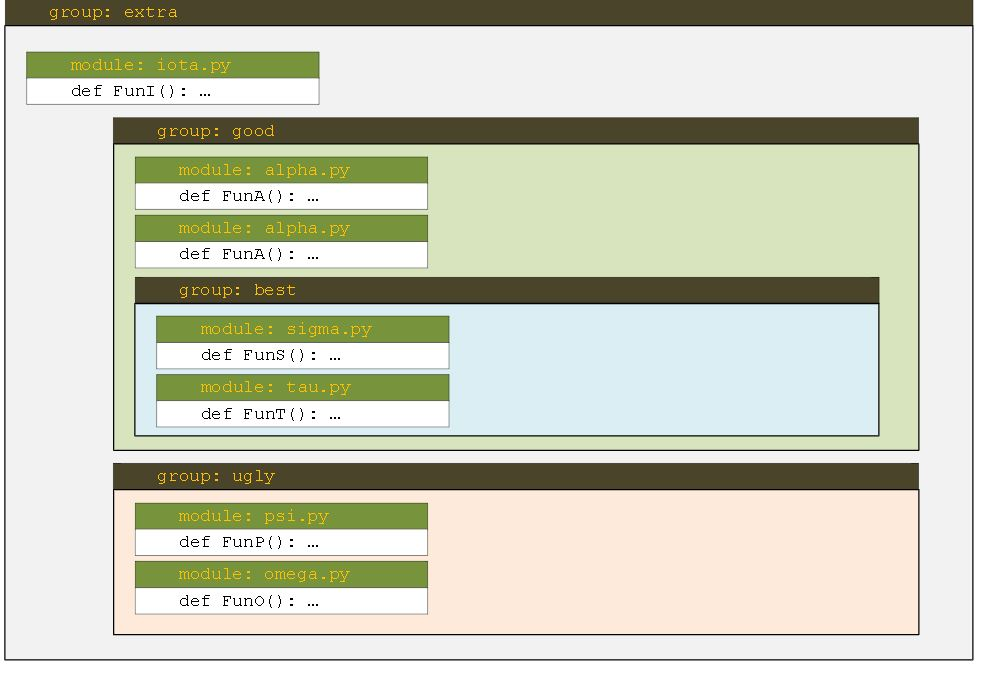 group: extra
module: iota.py
def FunI(): …
group: good
module: alpha.py
def FunA(): …
module: alpha.py
def FunA(): …
group: best
module: sigma.py
def FunS(): …
module: tau.py
def FunT(): …
group: ugly
module: psi.py
def FunP(): …
module: omega.py
def FunO(): …